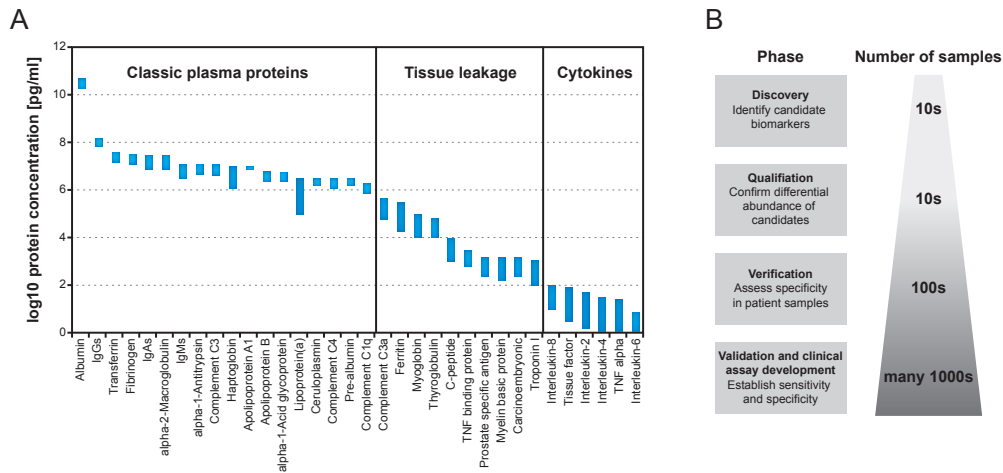 A
log10 protein concentration [pg/ml]
12
10
8
6
4
2
0
Classic plasma proteins
Tissue leakage
Cytokines
Albumin
IgGs
Transferrin
Fibrinogen
IgAs
alpha-2-Macroglobulin
IgMs
alpha-1-Antitrypsin
Complement C3
Haptoglobin
Apolipoprotein A1
Apolipoprotein B
alpha-1-Acid glycoprotein
Lipoprotein(a)
Ceruloplasmin
Complement C4
Pre-albumin
Complement C1q
Complement C3a
Ferritin
Myoglobin
Thyroglobulin
C-peptide
TNF binding protein
Prostate specific antigen
Myelin basic protein
Carcinoembryonic
Troponin I
Interleukin-8
Tissue factor
Interleukin-2
Interleukin-4
TNF alpha
Interleukin-6
B
Phase
Number of samples
Discovery
Identify candidate
biomarkers
10s
Qualifiation
Confirm differential
abundance of
candidates
10s
Verification
Assess specificity
in patient samples
100s
Validation and clinical
assay development
Establish sensitivity
and specificity
many 1000s